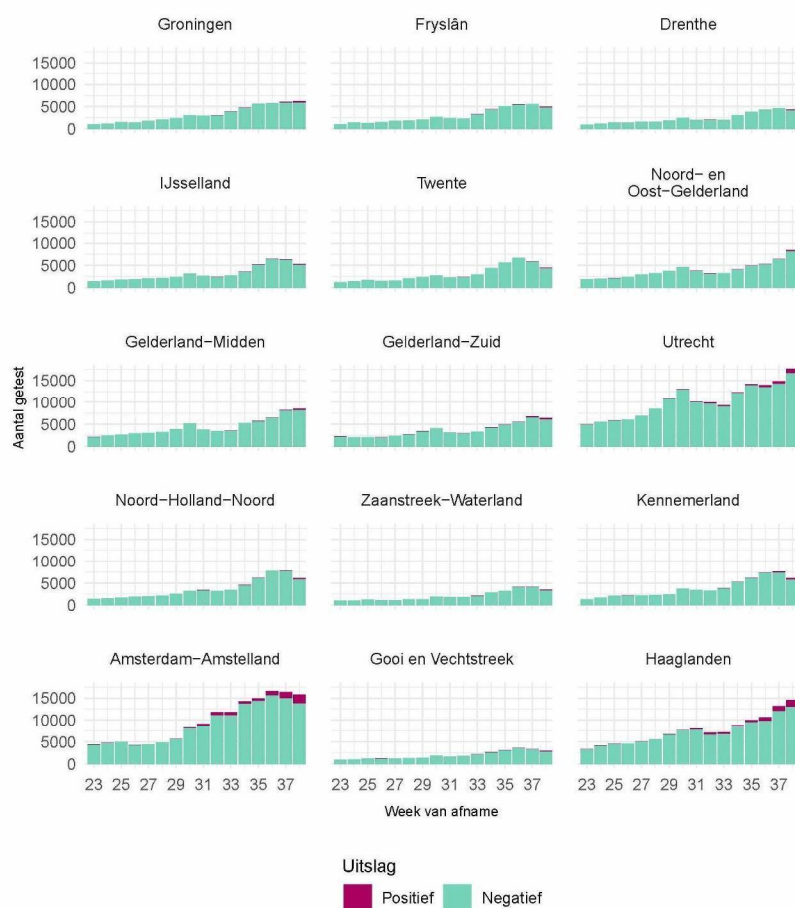 Groningen
Fryslân
Drenthe
15000
10000
5000
0
IJsselland
Twente
Noord- en
Oost-Gelderland
15000
10000
5000
0
Gelderland-Midden
Gelderland-Zuid
Utrecht
Aantal getest
15000
10000
5000
0
Noord-Holland-Noord
Zaanstreek-Waterland
Kennemerland
15000
10000
5000
0
Amsterdam-Amstelland
Gooi en Vechtstreek
Haaglanden
15000
10000
5000
0
23 25 27 29 31 33 35 37 23 25 27 29 31 33 35 37 23 25 27 29 31 33 35 37
Week van afname
Uitslag
Positief Negatief